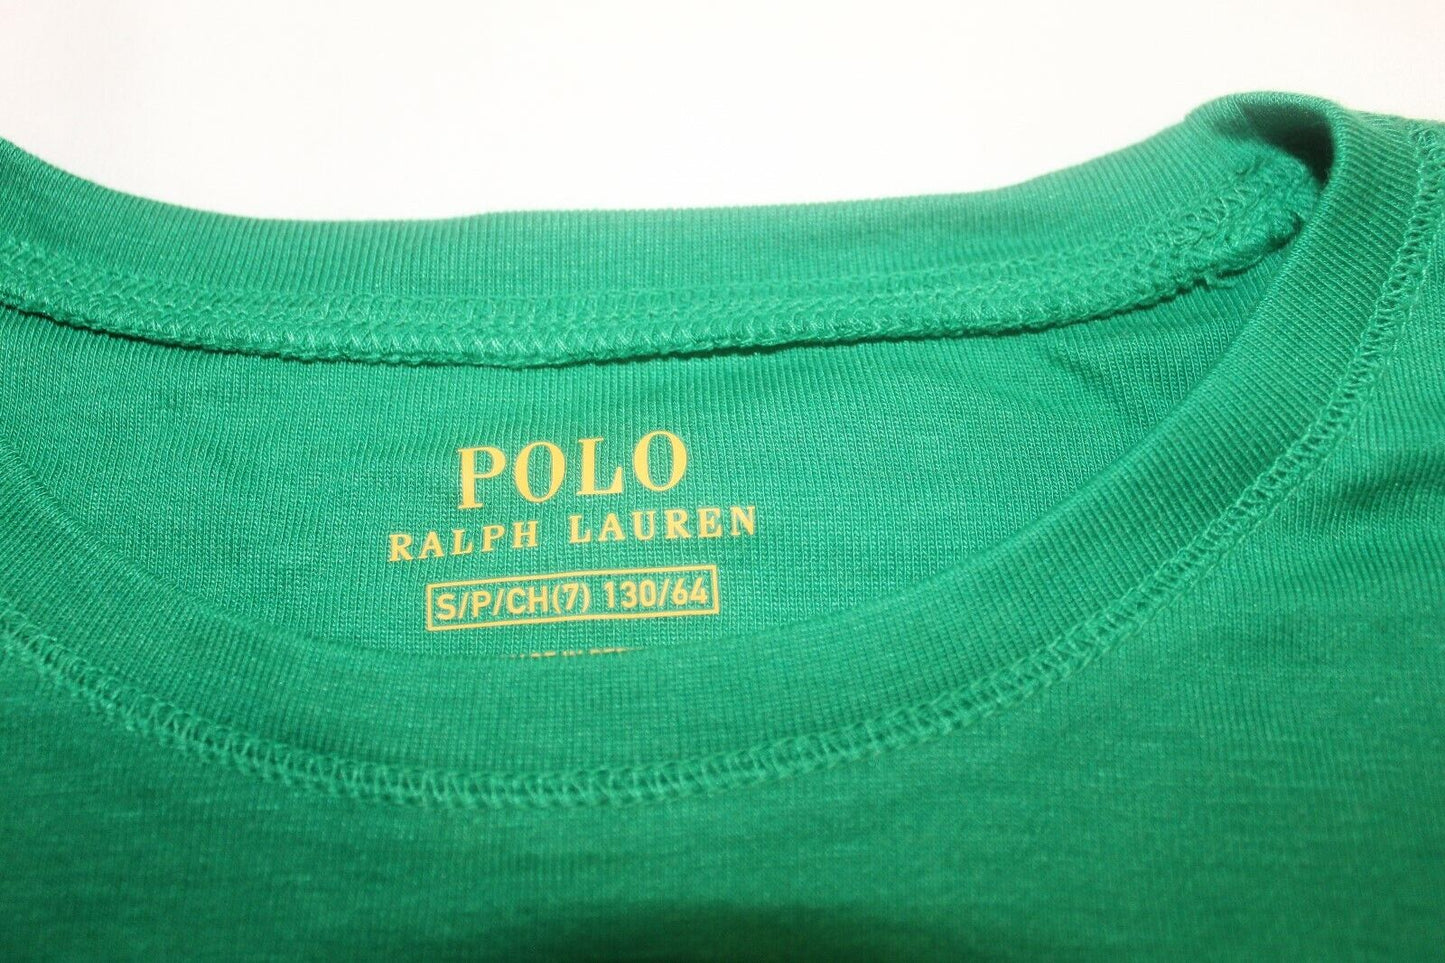 POLO
RALPH LAUREN
S/P/CH(7) 130/64